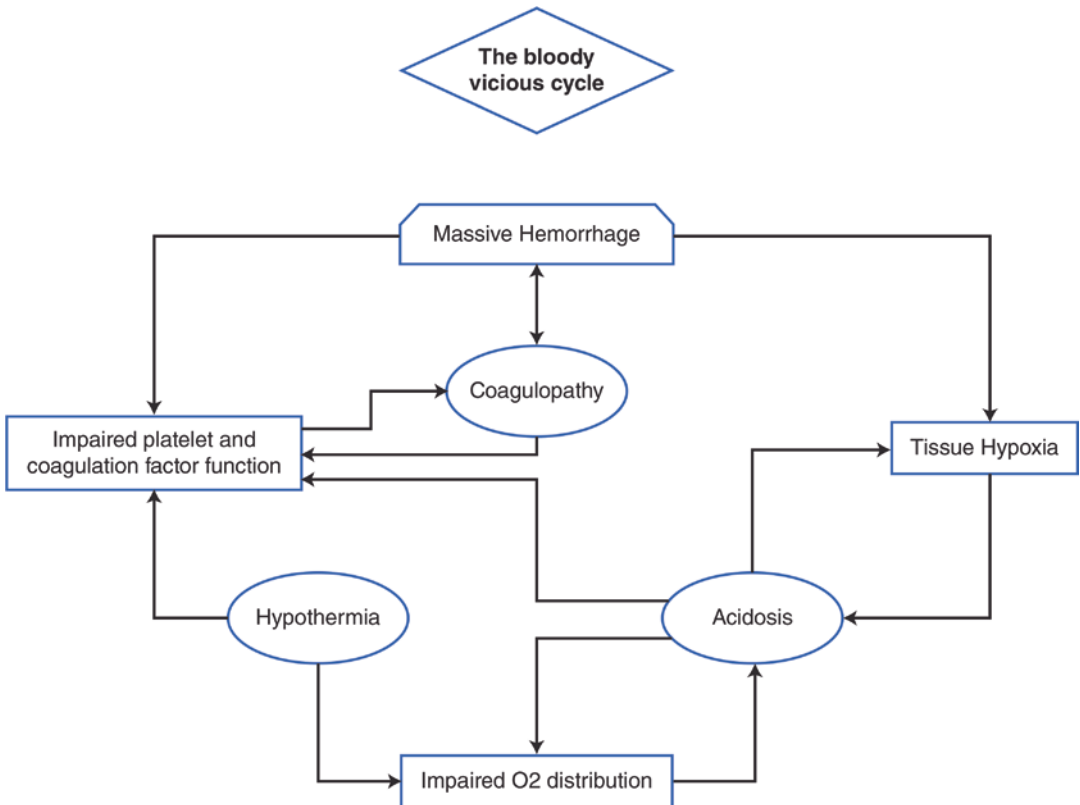 The bloody
vicious cycle
Massive Hemorrhage
Coagulopathy
Impaired platelet and
coagulation factor function
Tissue Hypoxia
Hypothermia
Acidosis
Impaired O2 distribution